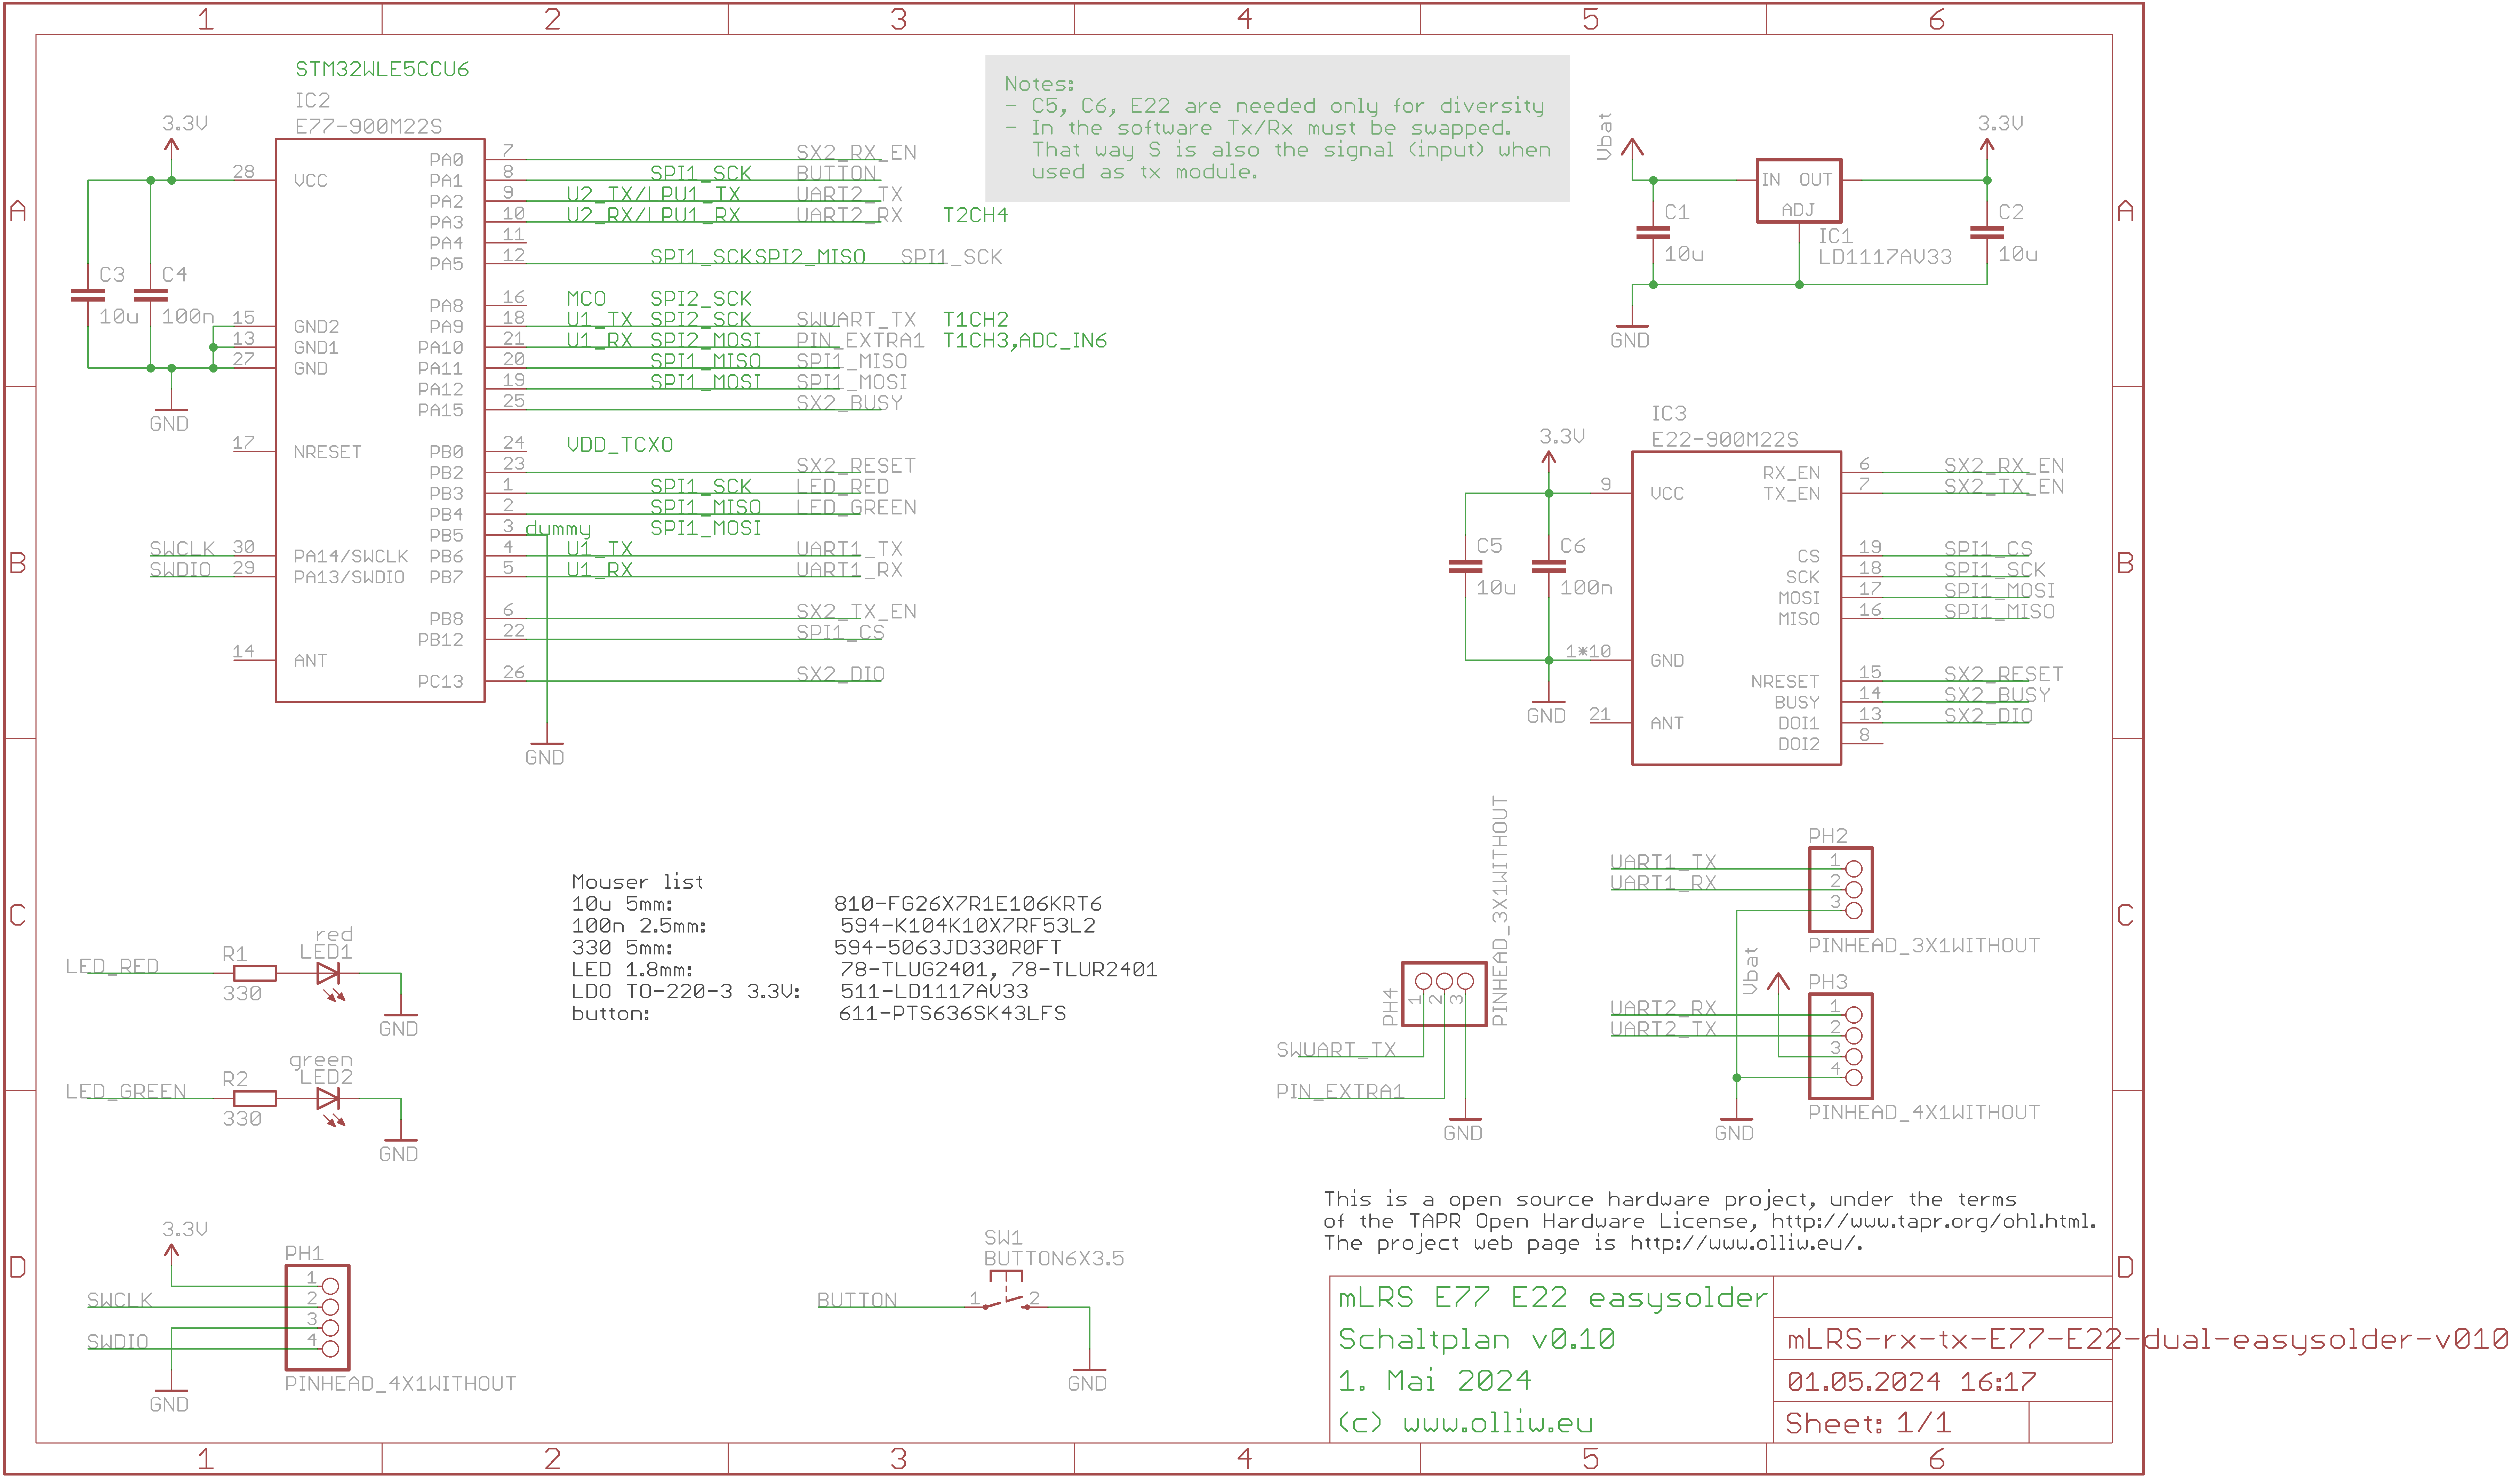 1 2 3 4 5 6
A
B
C
D
A
B
C
D
1 2 3 4 5 6
STM32WLE5CCU6
IC2
E77-900M22S
3.3V
28 VCC
C3
10u
C4
100n
15 GND2
13 GND1
27 GND
GND
17 NRESET
SWCLK 30 PA14/SWCLK
SWDIO 29 PA13/SWDIO
14 ANT
PA0 7 SX2_RX_EN
PA1 8 SPI1_SCK BUTTON
PA2 9 U2_TX/LPU1_TX UART2_TX
PA3 10 U2_RX/LPU1_RX UART2_RX T2CH4
PA4 11
PA5 12 SPI1_SCK SPI2_MISO SPI1_SCK
PA8 16 MCO SPI2_SCK
PA9 18 U1_TX SPI2_SCK SWUART_TX T1CH2
PA10 21 U1_RX SPI2_MOSI PIN_EXTRA1 T1CH3,ADC_IN6
PA11 20 SPI1_MISO SPI1_MISO
PA12 19 SPI1_MOSI SPI1_MOSI
PA15 25 SX2_BUSY
PB0 24 VDD_TCXO
PB2 23 SX2_RESET
PB3 1 SPI1_SCK LED_RED
PB4 2 SPI1_MISO LED_GREEN
PB5 3 dummy SPI1_MOSI
PB6 4 U1_TX UART1_TX
PB7 5 U1_RX UART1_RX
PB8 6 SX2_TX_EN
PB12 22 SPI1_CS
PC13 26 SX2_DIO
GND
Notes:
- C5, C6, E22 are needed only for diversity
- In the software Tx/Rx must be swapped.
That way S is also the signal (input) when
used as tx module.
Vbat
3.3V
IN OUT
ADJ
C1
10u
IC1
LD1117AV33
C2
10u
GND
IC3
E22-900M22S
3.3V
9 VCC
C5
10u
C6
100n
1*10 GND
GND
21 ANT
RX_EN 6 SX2_RX_EN
TX_EN 7 SX2_TX_EN
CS 19 SPI1_CS
SCK 18 SPI1_SCK
MOSI 17 SPI1_MOSI
MISO 16 SPI1_MISO
NRESET 15 SX2_RESET
BUSY 14 SX2_BUSY
DOI1 13 SX2_DIO
DOI2 8
Mouser list
10u 5mm: 810-FG26X7R1E106KRT6
100n 2.5mm: 594-K104K10X7RF53L2
330 5mm: 594-5063JD330R0FT
LED 1.8mm: 78-TLUG2401, 78-TLUR2401
LDO TO-220-3 3.3V: 511-LD1117AV33
button: 611-PTS636SK43LFS
LED_RED
R1
330
red
LED1
GND
LED_GREEN
R2
330
green
LED2
GND
PH4
1 2 3
PINHEAD_3X1WITHOUT
SWUART_TX
PIN_EXTRA1
GND
PH2
UART1_TX 1
UART1_RX 2
3
PINHEAD_3X1WITHOUT
Vbat
PH3
UART2_RX 1
UART2_TX 2
3
4
PINHEAD_4X1WITHOUT
GND
3.3V
PH1
1
SWCLK 2
3
SWDIO 4
PINHEAD_4X1WITHOUT
GND
SW1
BUTTON6X3.5
BUTTON 1 2
GND
This is a open source hardware project, under the terms
of the TAPR Open Hardware License, http://www.tapr.org/ohl.html.
The project web page is http://www.olliw.eu/.
mLRS E77 E22 easysolder
Schaltplan v0.10
1. Mai 2024
(c) www.olliw.eu
mLRS-rx-tx-E77-E22-dual-easysolder-v010
01.05.2024 16:17
Sheet: 1/1